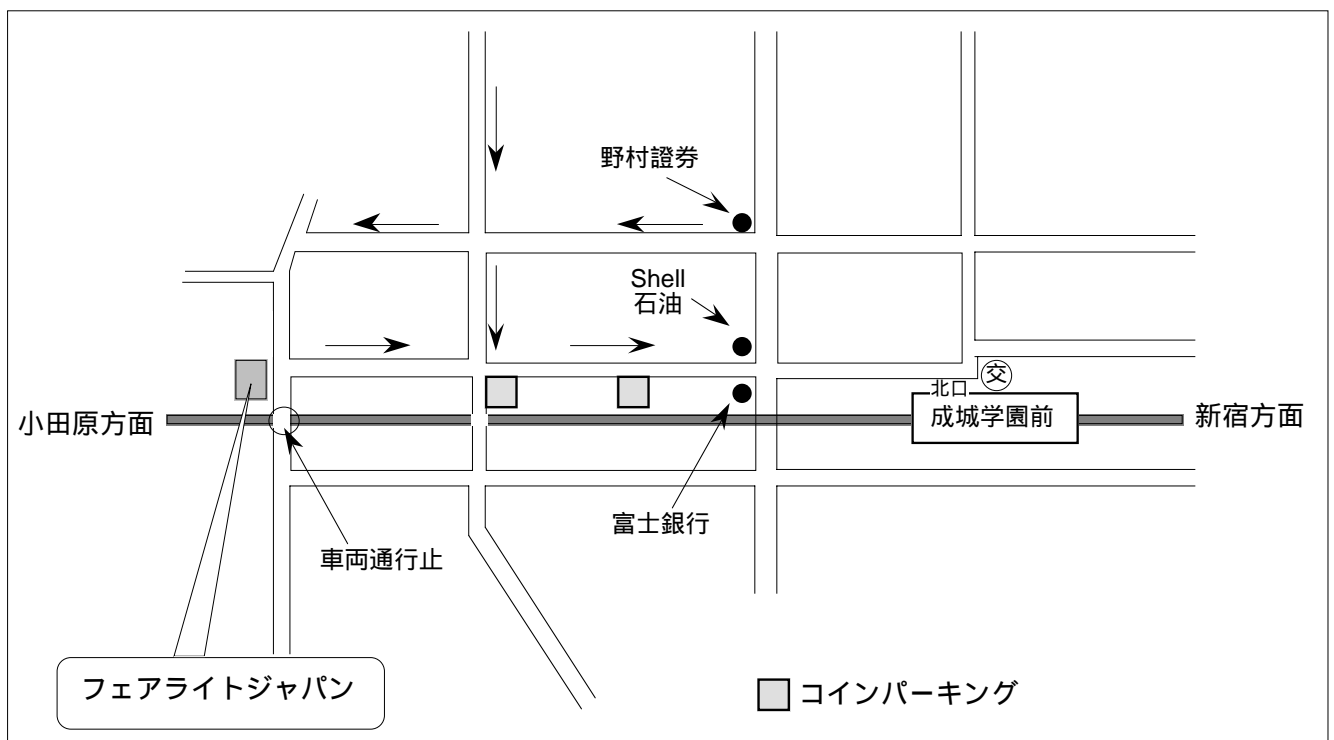 野村證券
Shell
石油
交
北口
成城学園前
小田原方面
新宿方面
富士銀行
車両通行止
フェアライトジャパン
コインパーキング